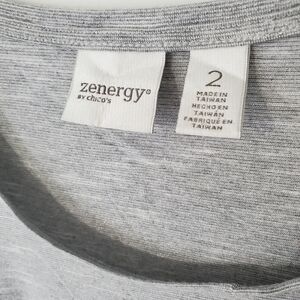 zenergy®
BY chico's
2
MADE IN
TAIWAN
HECHO EN
TAIWAN
FABRIQUÉ EN
TAIWAN